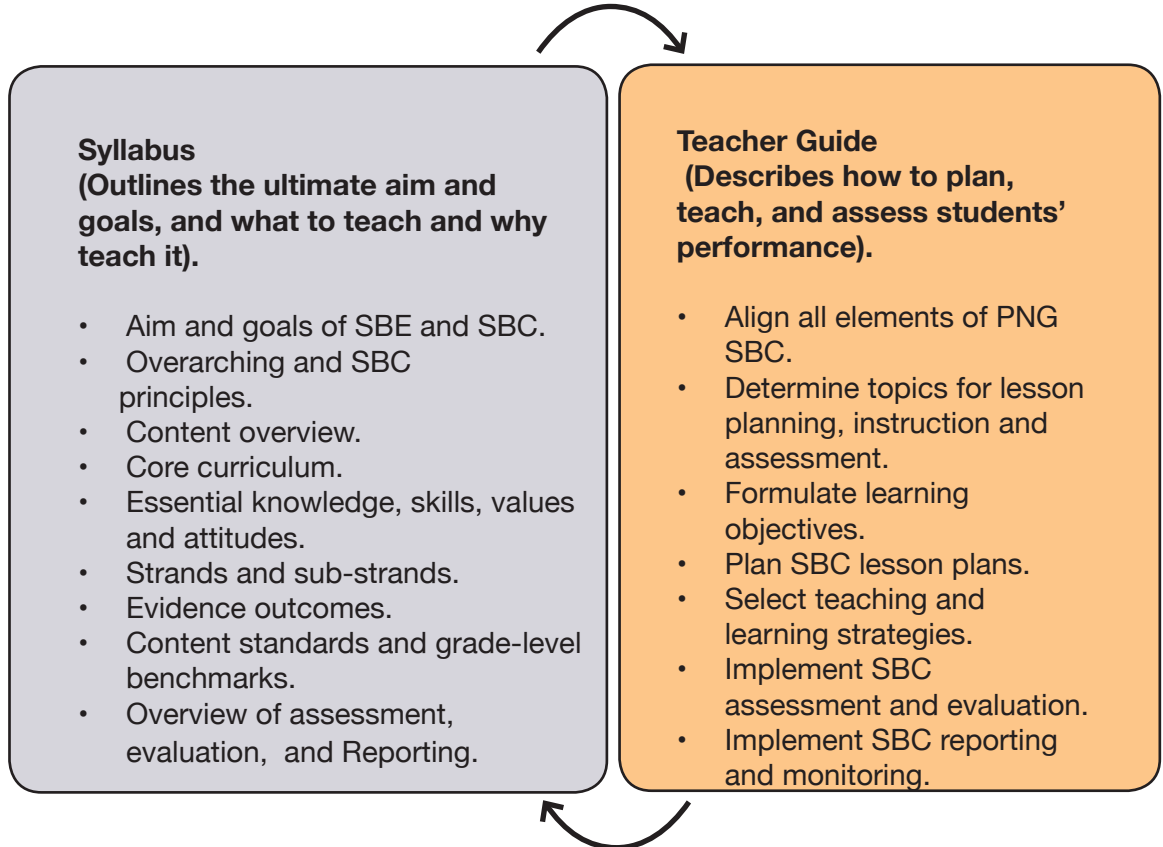 Syllabus
(Outlines the ultimate aim and
goals, and what to teach and why
teach it).
• Aim and goals of SBE and SBC.
• Overarching and SBC
principles.
• Content overview.
• Core curriculum.
• Essential knowledge, skills, values
and attitudes.
• Strands and sub-strands.
• Evidence outcomes.
• Content standards and grade-level
benchmarks.
• Overview of assessment,
evaluation, and Reporting.
Teacher Guide
(Describes how to plan,
teach, and assess students’
performance).
• Align all elements of PNG
SBC.
• Determine topics for lesson
planning, instruction and
assessment.
• Formulate learning
objectives.
• Plan SBC lesson plans.
• Select teaching and
learning strategies.
• Implement SBC
assessment and evaluation.
• Implement SBC reporting
and monitoring.